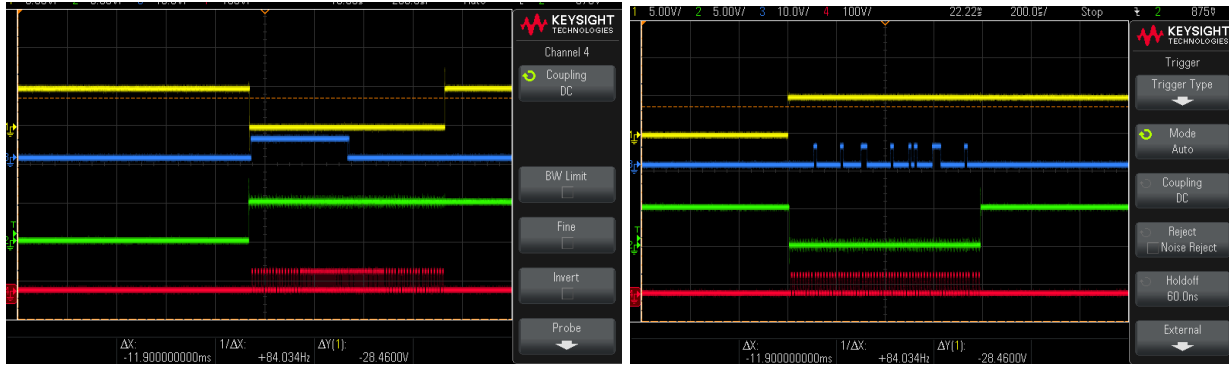 KEYSIGHT
TECHNOLOGIES
Channel 4
Coupling
DC
BW Limit
Fine
Invert
Probe
ΔX:
-11.900000000ms
1/ΔX:
+84.034Hz
ΔY(1):
-28.4600V
1 5.00V/ 2 5.00V/ 3 10.0V/ 4 100V/ 22.22s 200.0s/ Stop 2 875V
KEYSIGHT
TECHNOLOGIES
Trigger
Trigger Type
Mode
Auto
Coupling
DC
Reject
Noise Reject
Holdoff
60.0ns
External
ΔX:
-11.900000000ms
1/ΔX:
+84.034Hz
ΔY(1):
-28.4600V